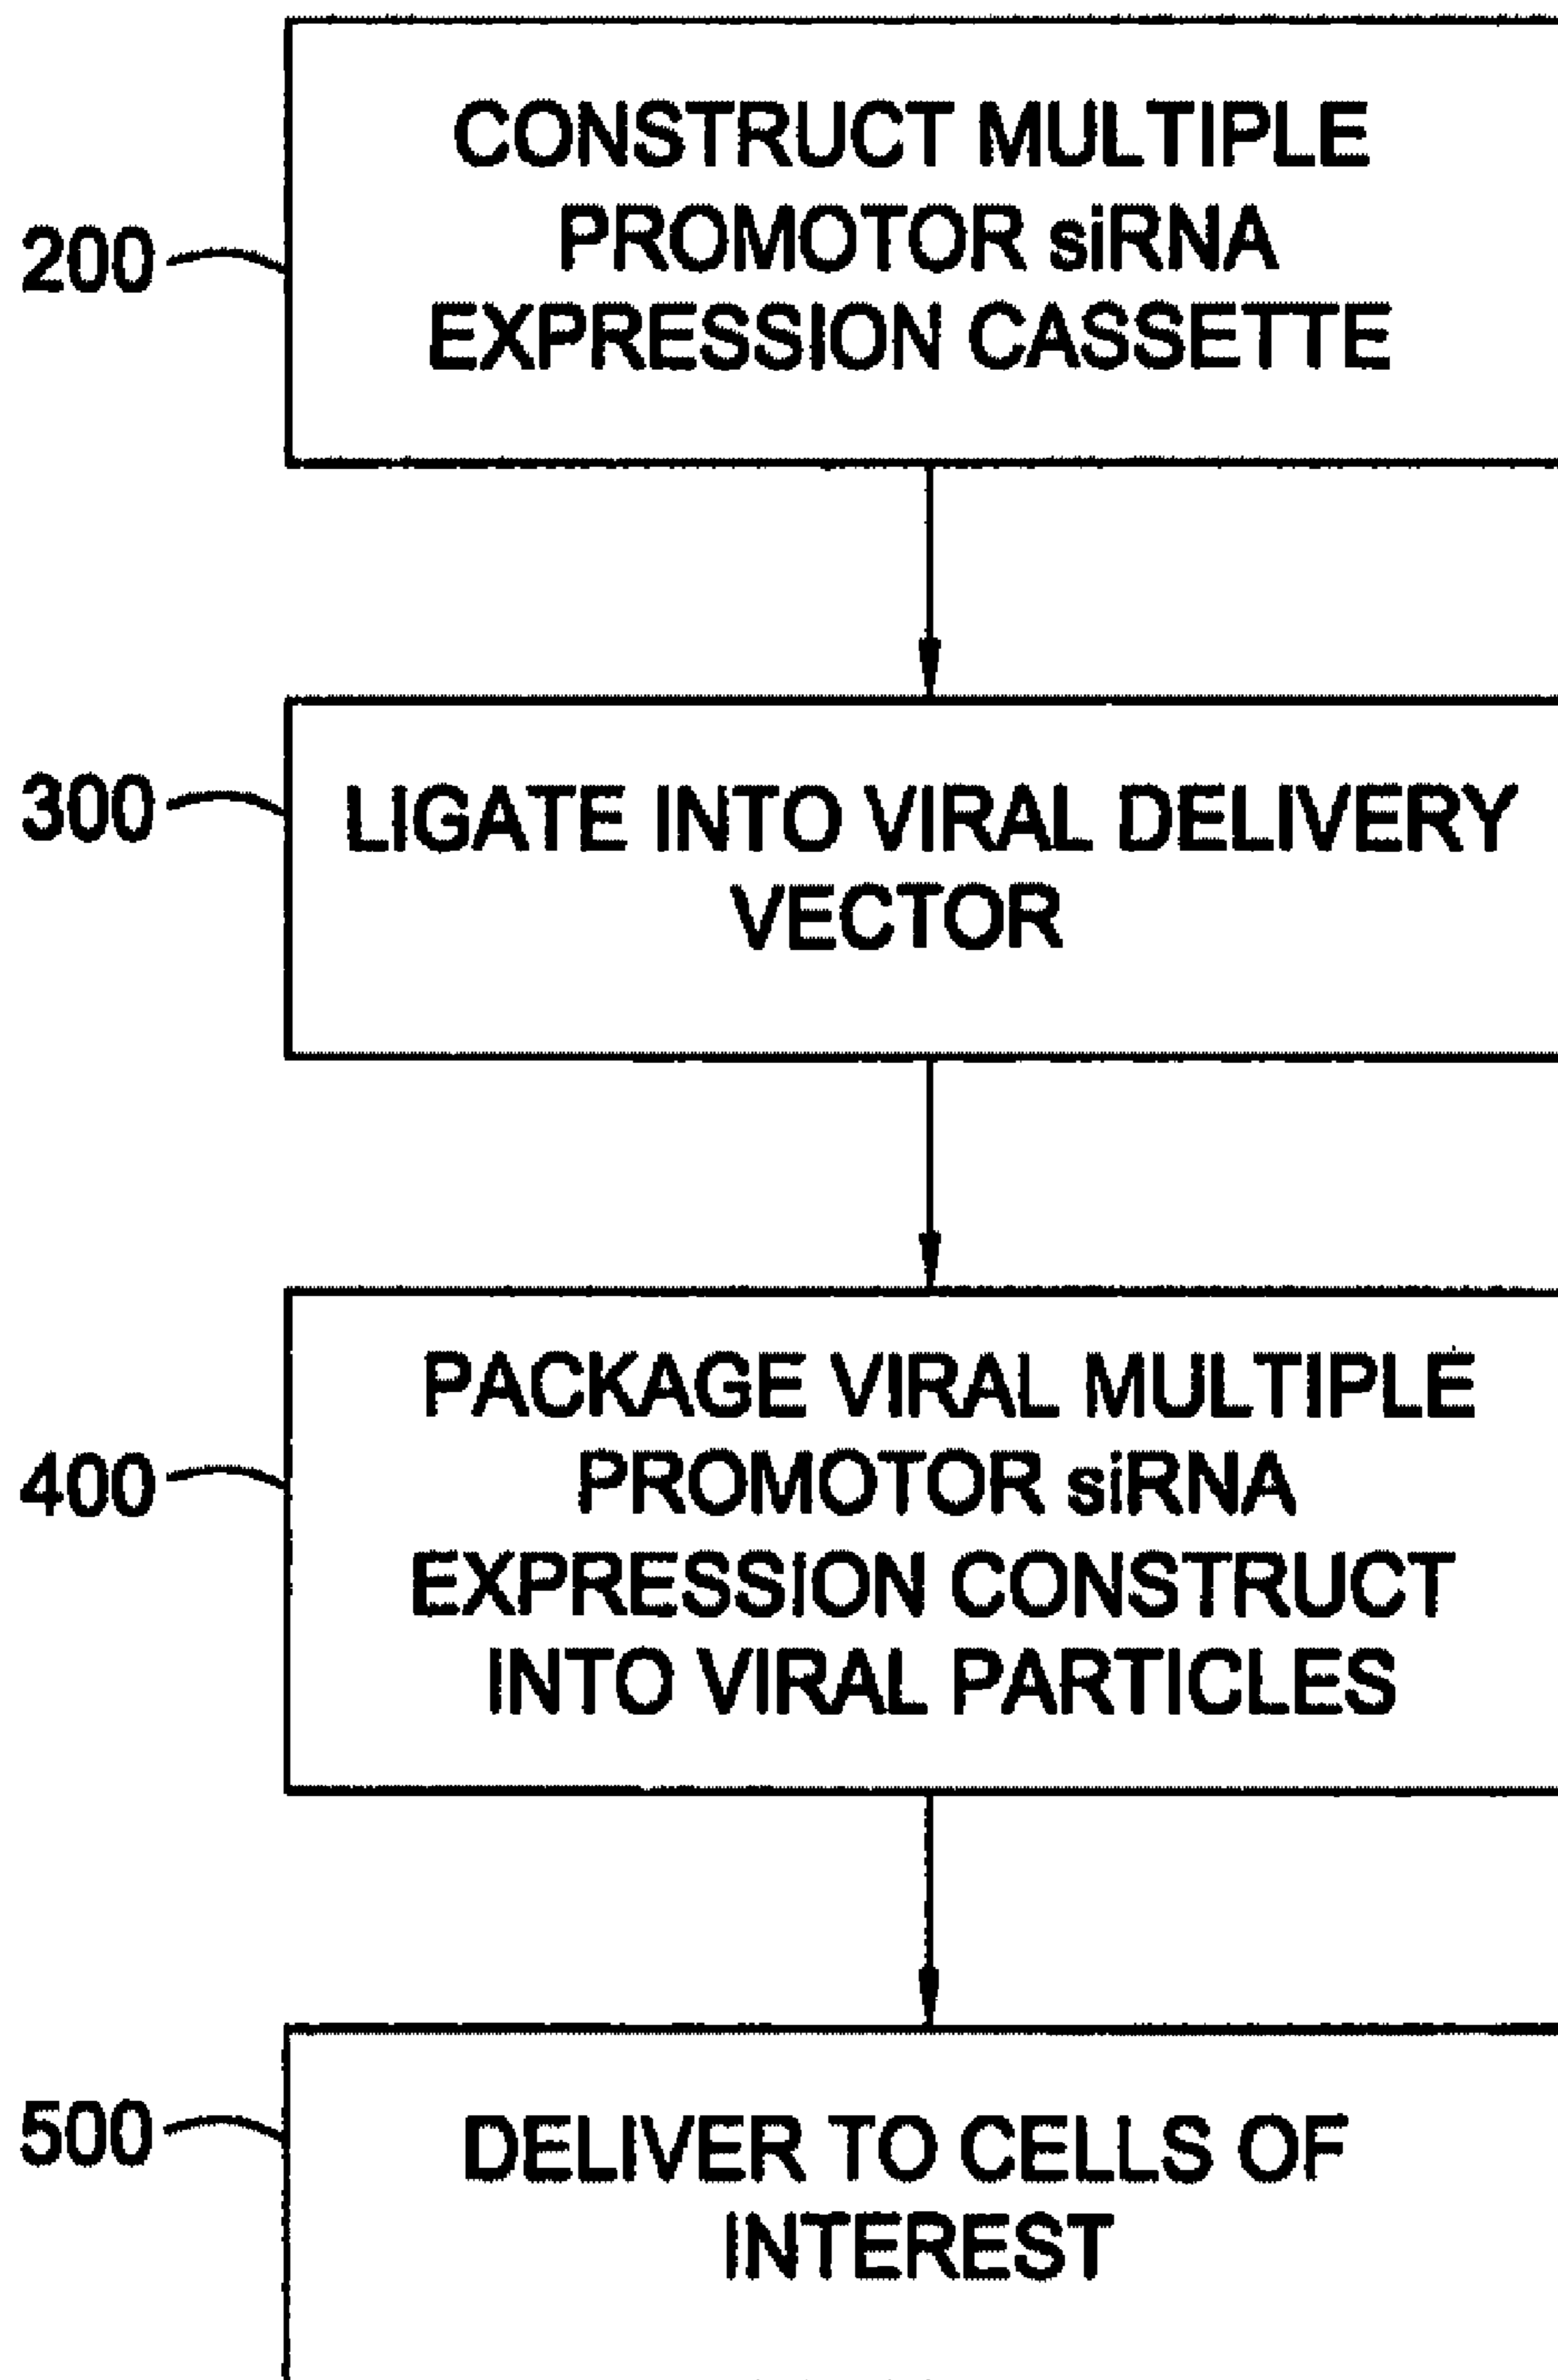 CONSTRUCT MULTIPLE
PROMOTOR siRNA
200
EXPRESSION CASSETTE
300
LIGATE INTO VIRAL DELIVERY
VECTOR
PACKAGE VIRAL MULTIPLE
400
PROMOTOR siRNA
EXPRESSION CONSTRUCT
INTO VIRAL PARTICLES
500
DELIVER TO CELLS OF
INTEREST